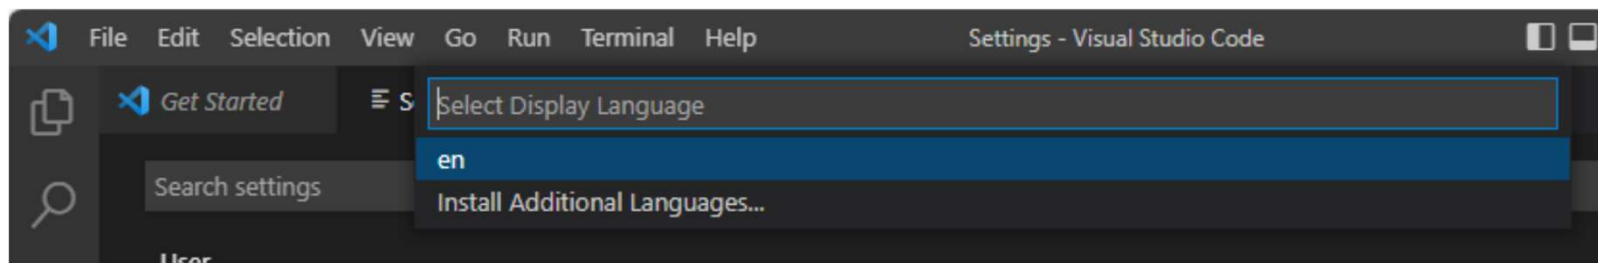 File Edit Selection View Go Run Terminal Help Settings - Visual Studio Code
Get Started
Select Display Language
en
Search settings
Install Additional Languages...
User